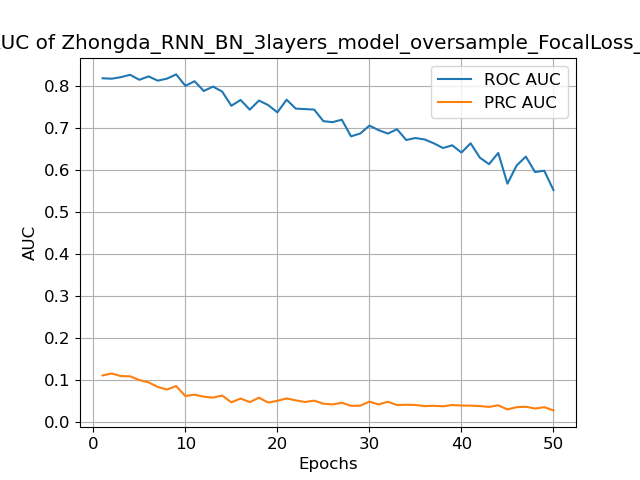 UC of Zhongda_RNN_BN_3layers_model_oversample_FocalLoss_
ROC AUC
PRC AUC
AUC
0.8
0.7
0.6
0.5
0.4
0.3
0.2
0.1
0.0
0 10 20 30 40 50
Epochs